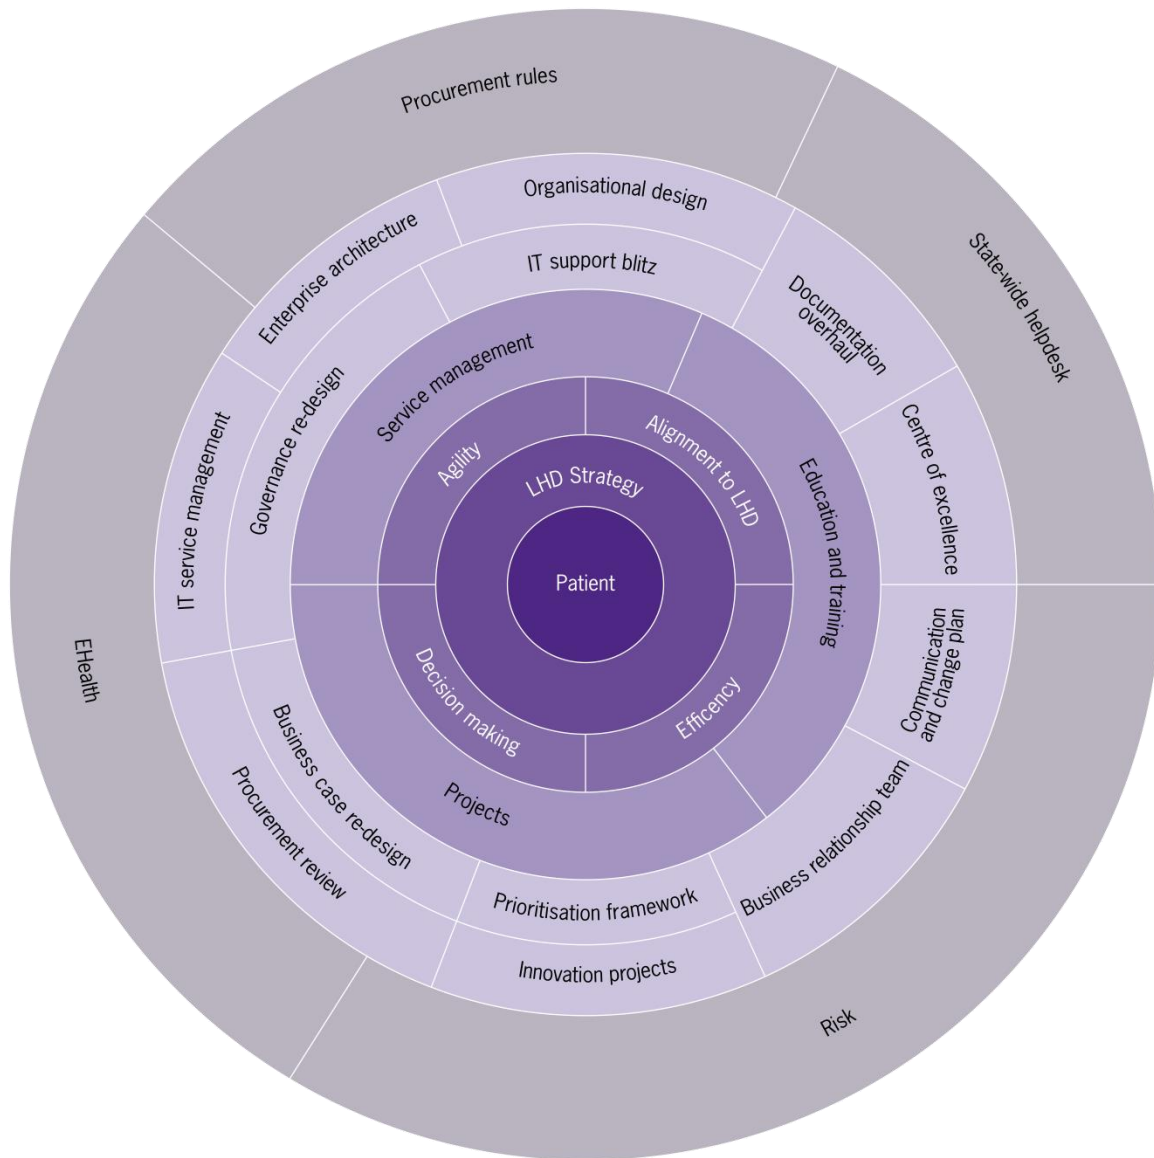 Procurement rules
State-wide helpdesk
Risk
EHealth
Organisational design
Enterprise architecture
IT support blitz
Documentation
overhaul
Centre of excellence
Communication
and change plan
Business relationship team
Prioritisation framework
Innovation projects
Business case re-design
Procurement review
IT service management
Governance re-design
Service management
Education and training
Projects
Agility
Alignment to LHD
Efficency
Decision making
LHD Strategy
Patient